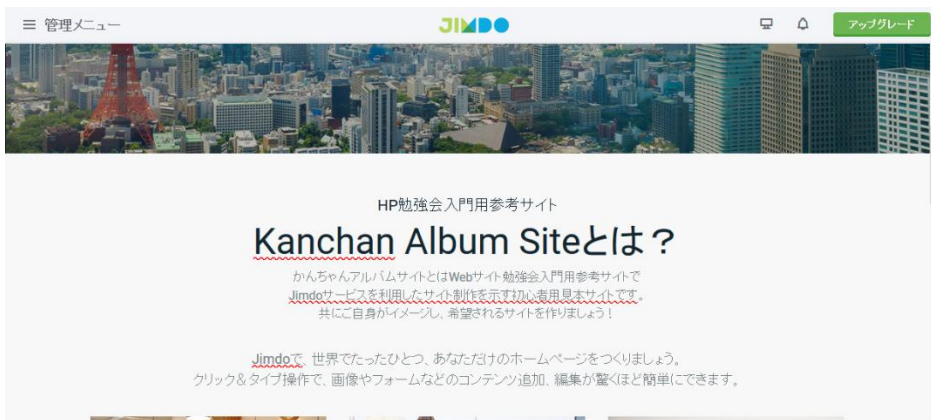 管理メニュー
JIMDO
アップグレード
HP勉強会入門用参考サイト
Kanchan Album Siteとは？
かんちゃんアルバムサイトとはWebサイト勉強会入門用参考サイトで
Jimdoサービスを利用したサイト制作を示す初心者用見本サイトです。
共にご自身がイメージし、希望されるサイトを作りましょう！
Jimdoで、世界でたったひとつ、あなただけのホームページをつくりましょう。
クリック＆タイプ操作で、画像やフォームなどのコンテンツ追加、編集が驚くほど簡単にできます。